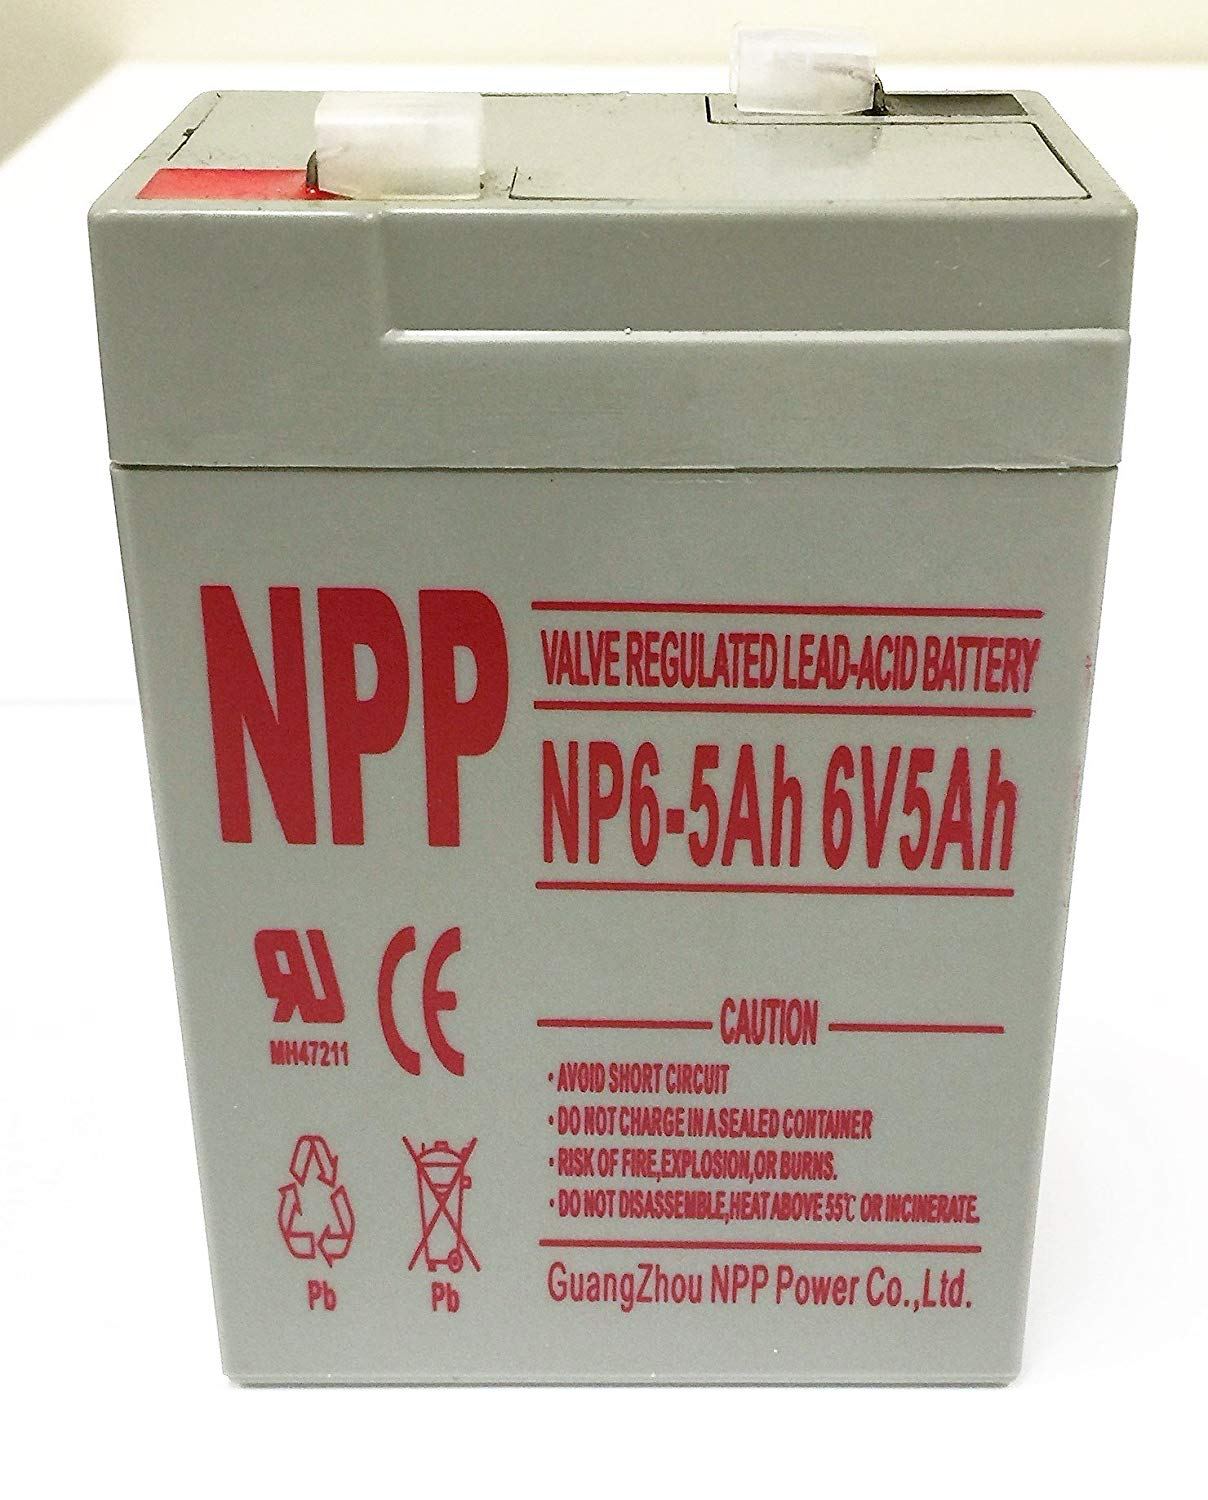 NPP
VALVE REGULATED LEAD-ACID BATTERY
NP6-5Ah 6V5Ah
MH47211
CE
CAUTION
· AVOID SHORT CIRCUIT
· DO NOT CHARGE IN A SEALED CONTAINER
· RISK OF FIRE,EXPLOSION,OR BURNS.
· DO NOT DISASSEMBLE,HEAT ABOVE 55℃ OR INCINERATE.
Pb
Pb
GuangZhou NPP Power Co.,Ltd.